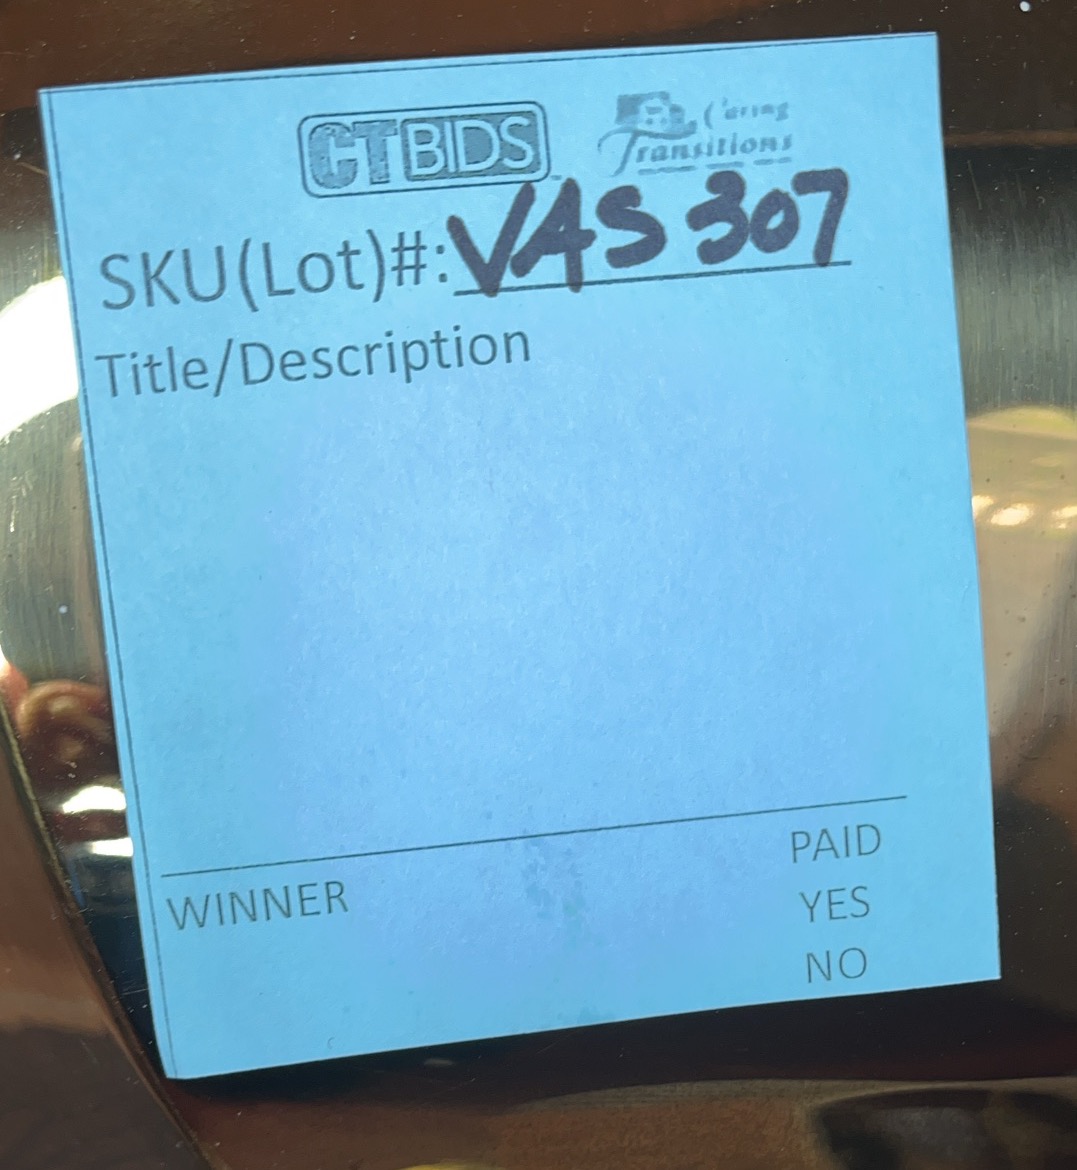 CTBIDS
Caring
Transitions
SKU(Lot)#: VAS 307
Title/Description
WINNER
PAID
YES
NO